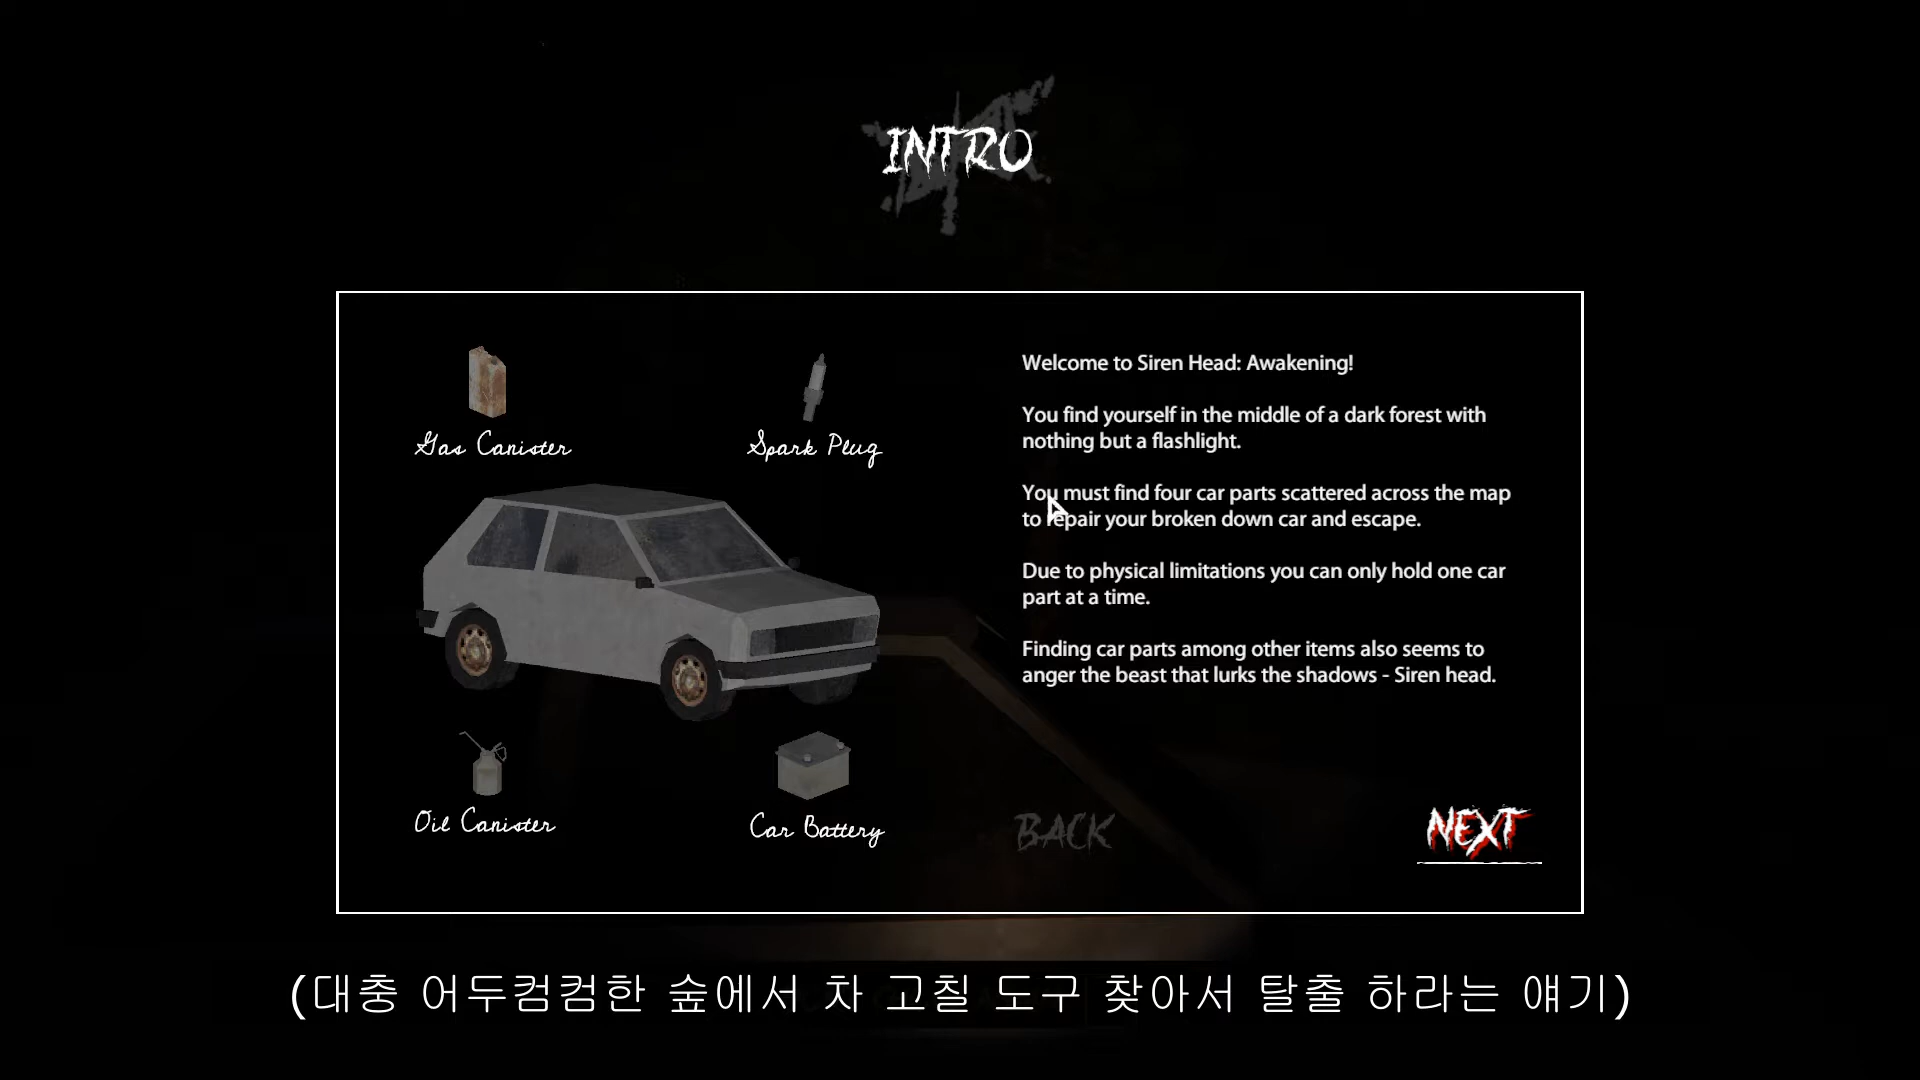 INTRO
Gas Canister
Spark Plug
Oil Canister
Car Battery
Welcome to Siren Head: Awakening!
You find yourself in the middle of a dark forest with
nothing but a flashlight.
You must find four car parts scattered across the map
to repair your broken down car and escape.
Due to physical limitations you can only hold one car
part at a time.
Finding car parts among other items also seems to
anger the beast that lurks the shadows - Siren head.
BACK
NEXT
(대충 어두컴컴한 숲에서 차 고칠 도구 찾아서 탈출 하라는 얘기)